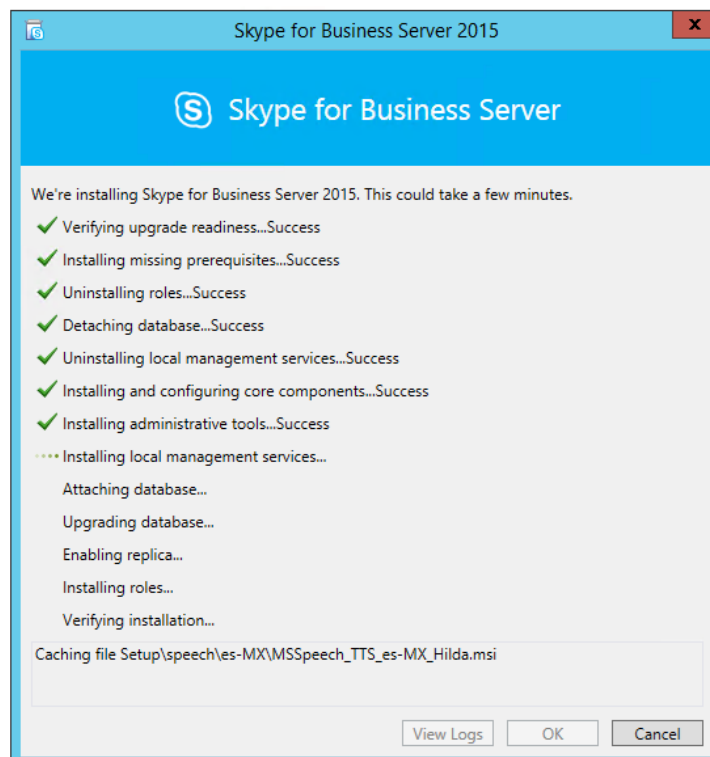 Skype for Business Server 2015
x
S Skype for Business Server
We're installing Skype for Business Server 2015. This could take a few minutes.
Verifying upgrade readiness...Success
Installing missing prerequisites...Success
Uninstalling roles...Success
Detaching database...Success
Uninstalling local management services...Success
Installing and configuring core components...Success
Installing administrative tools...Success
Installing local management services...
Attaching database...
Upgrading database...
Enabling replica...
Installing roles...
Verifying installation...
Caching file Setup\speech\es-MX\MSSpeech_TTS_es-MX_Hilda.msi
View Logs OK Cancel